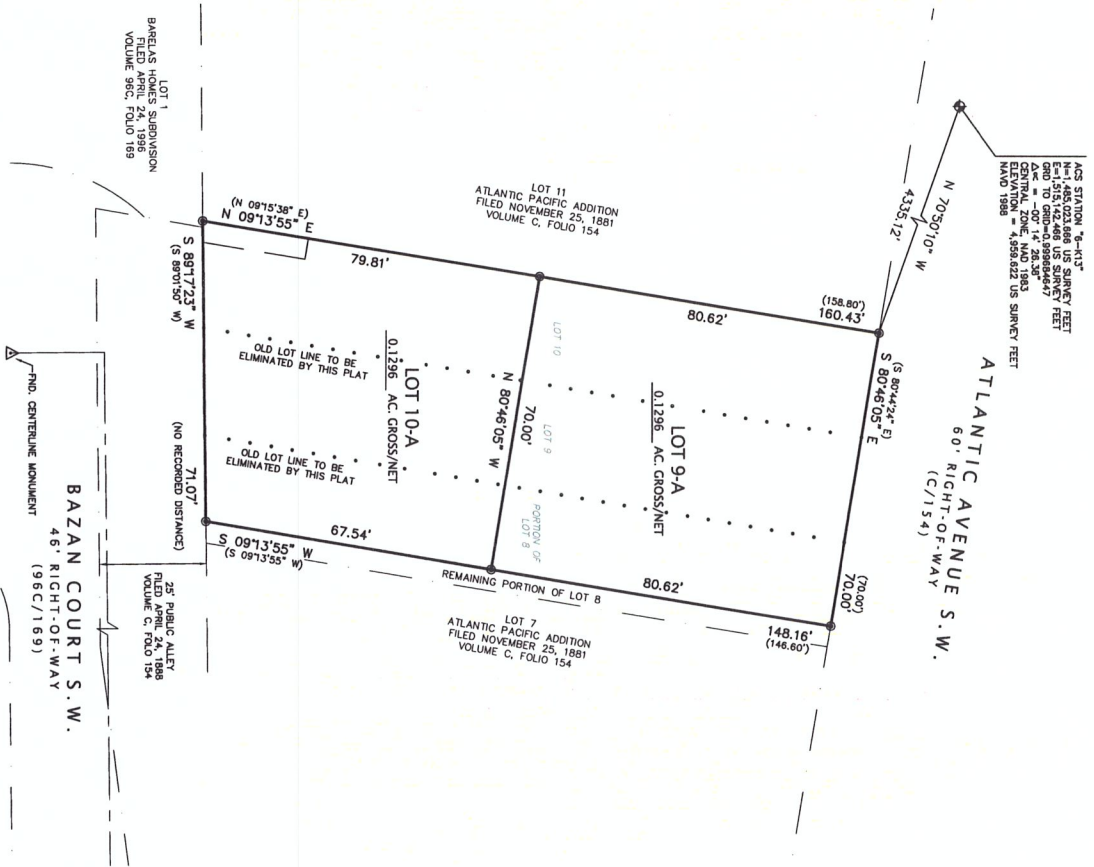 ACS STATION "6-K13"
N=1,485,023.666 US SURVEY FEET
E=1,515,142.466 US SURVEY FEET
GRD TO GRID=0.999684647
Δ∝ = -00° 14' 26.38"
CENTRAL ZONE, NAD 1983
ELEVATION = 4,959.622 US SURVEY FEET
NAVD 1988
N 70°50'10" W
4335.12'
ATLANTIC AVENUE S.W.
60' RIGHT-OF-WAY
(C/154)
(S 80°44'24" E)
S 80°46'05" E
(70.00')
70.00'
(158.80')
160.43'
80.62'
LOT 11
ATLANTIC PACIFIC ADDITION
FILED NOVEMBER 25, 1881
VOLUME C, FOLIO 154
LOT 9-A
0.1296 AC. GROSS/NET
LOT 10
LOT 9
PORTION OF
LOT 8
70.00'
N 80°46'05" W
80.62'
148.16'
(146.60')
REMAINING PORTION OF LOT 8
LOT 7
ATLANTIC PACIFIC ADDITION
FILED NOVEMBER 25, 1881
VOLUME C, FOLIO 154
(N 09°15'38" E)
N 09°13'55" E
79.81'
LOT 10-A
0.1296 AC. GROSS/NET
OLD LOT LINE TO BE
ELIMINATED BY THIS PLAT
OLD LOT LINE TO BE
ELIMINATED BY THIS PLAT
67.54'
S 09°13'55" W
(S 09°13'55" W)
S 89°17'23" W
(S 89°01'50" W)
71.07'
(NO RECORDED DISTANCE)
LOT 1
BARELAS HOMES SUBDIVISION
FILED APRIL 24, 1996
VOLUME 96C, FOLIO 169
25' PUBLIC ALLEY
FILED APRIL 24, 1888
VOLUME C, FOLO 154
FND. CENTERLINE MONUMENT
BAZAN COURT S.W.
46' RIGHT-OF-WAY
(96C/169)